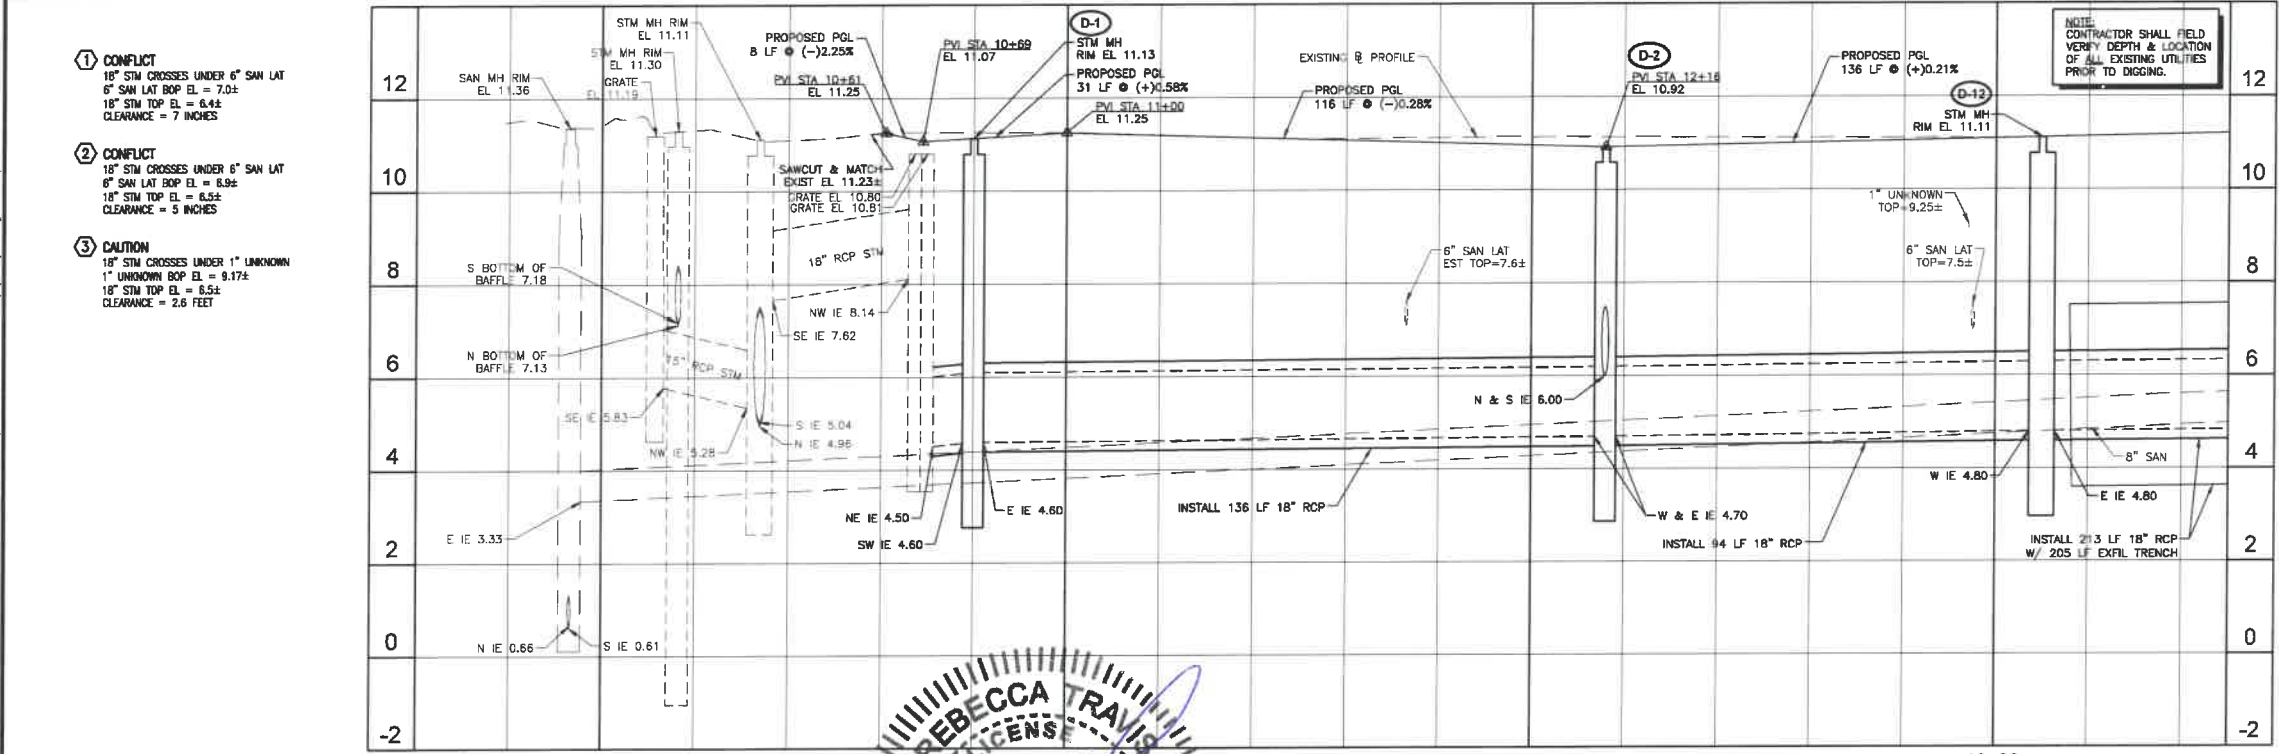 1 CONFLICT
18" STM CROSSES UNDER 6" SAN LAT
6" SAN LAT BOP EL = 7.0±
18" STM TOP EL = 6.4±
CLEARANCE = 7 INCHES
2 CONFLICT
18" STM CROSSES UNDER 6" SAN LAT
6" SAN LAT BOP EL = 6.9±
18" STM TOP EL = 6.5±
CLEARANCE = 5 INCHES
3 CAUTION
18" STM CROSSES UNDER 1" UNKNOWN
1" UNKNOWN BOP EL = 9.17±
18" STM TOP EL = 6.5±
CLEARANCE = 2.6 FEET
12
10
8
6
4
2
0
-2
SAN MH RIM
EL 11.36
STM MH RIM
EL 11.11
STM MH RIM
EL 11.30
GRATE
EL 11.19
PROPOSED PGL
8 LF @ (-)2.25%
PVI STA 10+61
EL 11.25
PVI STA 10+69
EL 11.07
D-1
STM MH
RIM EL 11.13
PROPOSED PGL
31 LF @ (+)0.58%
PVI STA 11+00
EL 11.25
EXISTING ℄ PROFILE
PROPOSED PGL
116 LF @ (-)0.28%
D-2
PVI STA 12+16
EL 10.92
PROPOSED PGL
136 LF @ (+)0.21%
D-12
STM MH
RIM EL 11.11
NOTE:
CONTRACTOR SHALL FIELD
VERIFY DEPTH & LOCATION
OF ALL EXISTING UTILITIES
PRIOR TO DIGGING.
SAWCUT & MATCH
EXIST EL 11.23±
GRATE EL 10.80
GRATE EL 10.81
18" RCP STM
NW IE 8.14
SE IE 7.62
S BOTTOM OF
BAFFLE 7.18
N BOTTOM OF
BAFFLE 7.13
15" RCP STM
SE IE 5.83
NW IE 5.28
S IE 5.04
N IE 4.96
E IE 3.33
N IE 0.66
S IE 0.61
NE IE 4.50
SW IE 4.60
E IE 4.60
INSTALL 136 LF 18" RCP
6" SAN LAT
EST TOP=7.6±
N & S IE 6.00
W & E IE 4.70
INSTALL 94 LF 18" RCP
1" UNKNOWN
TOP=9.25±
6" SAN LAT
TOP=7.5±
W IE 4.80
E IE 4.80
8" SAN
INSTALL 213 LF 18" RCP
W/ 205 LF EXFIL TRENCH
12
10
8
6
4
2
0
-2
REBECCA TRAVIS
LICENSE